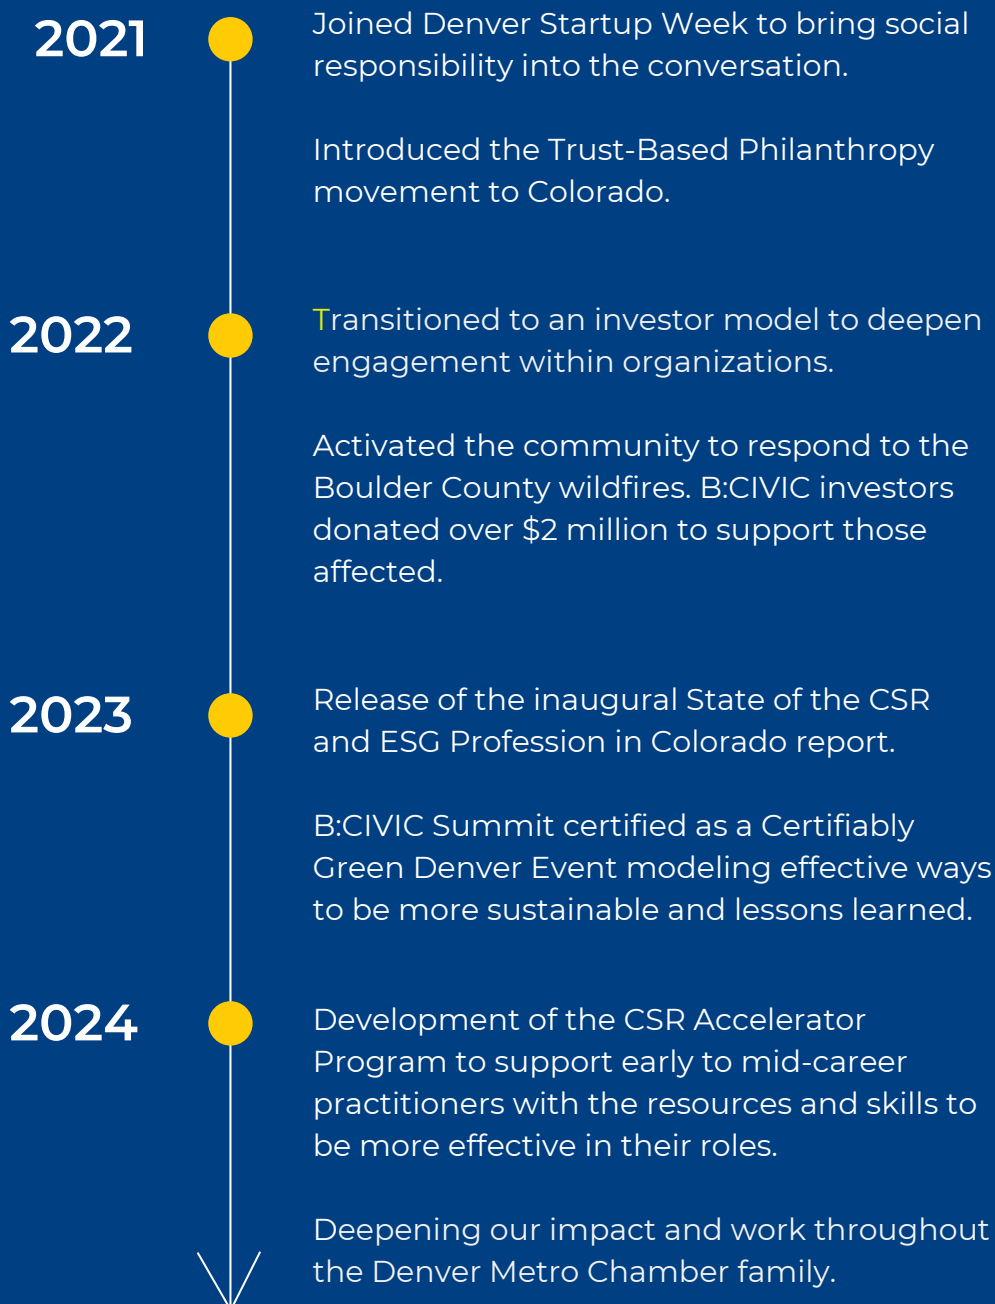 2021
Joined Denver Startup Week to bring social
responsibility into the conversation.
Introduced the Trust-Based Philanthropy
movement to Colorado.
2022
Transitioned to an investor model to deepen
engagement within organizations.
Activated the community to respond to the
Boulder County wildfires. B:CIVIC investors
donated over $2 million to support those
affected.
2023
Release of the inaugural State of the CSR
and ESG Profession in Colorado report.
B:CIVIC Summit certified as a Certifiably
Green Denver Event modeling effective ways
to be more sustainable and lessons learned.
2024
Development of the CSR Accelerator
Program to support early to mid-career
practitioners with the resources and skills to
be more effective in their roles.
Deepening our impact and work throughout
the Denver Metro Chamber family.